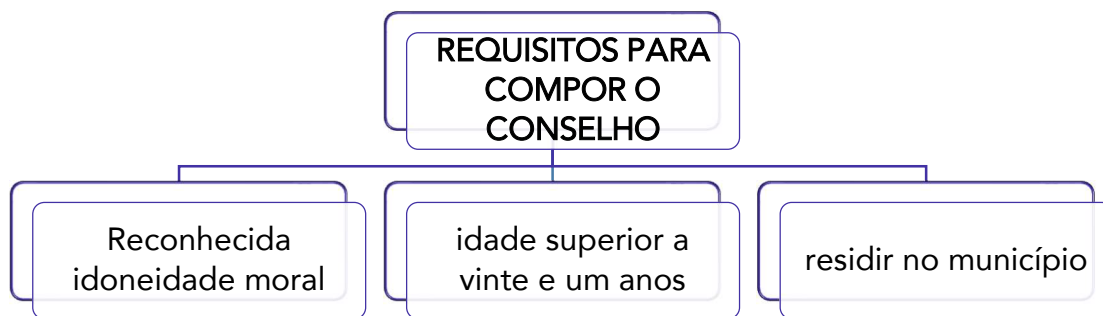 REQUISITOS PARA
COMPOR O
CONSELHO
Reconhecida
idoneidade moral
idade superior a
vinte e um anos
residir no município